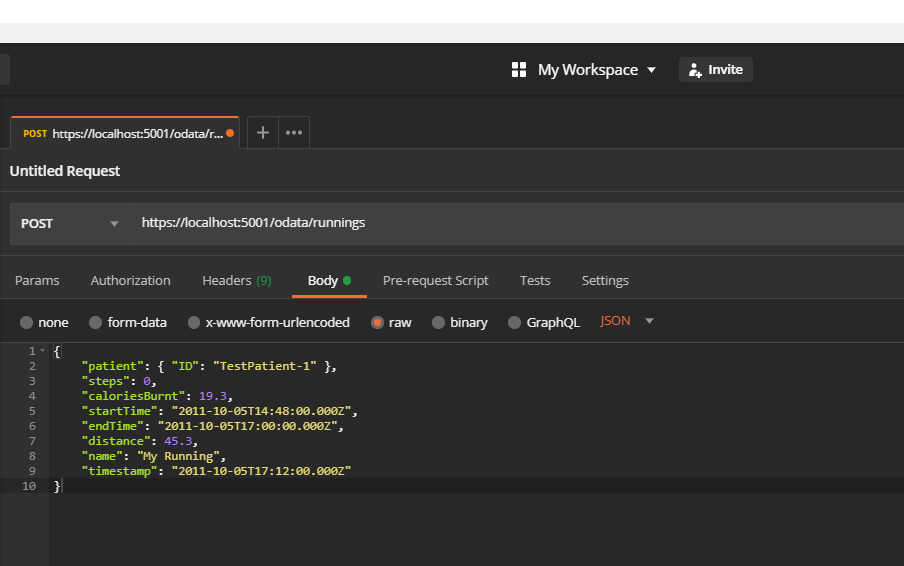 My Workspace
Invite
POST https://localhost:5001/odata/r...
Untitled Request
POST https://localhost:5001/odata/runnings
Params Authorization Headers (9) Body Pre-request Script Tests Settings
none form-data x-www-form-urlencoded raw binary GraphQL JSON
1 {
2 "patient": { "ID": "TestPatient-1" },
3 "steps": 0,
4 "caloriesBurnt": 19.3,
5 "startTime": "2011-10-05T14:48:00.000Z",
6 "endTime": "2011-10-05T17:00:00.000Z",
7 "distance": 45.3,
8 "name": "My Running",
9 "timestamp": "2011-10-05T17:12:00.000Z"
10 }